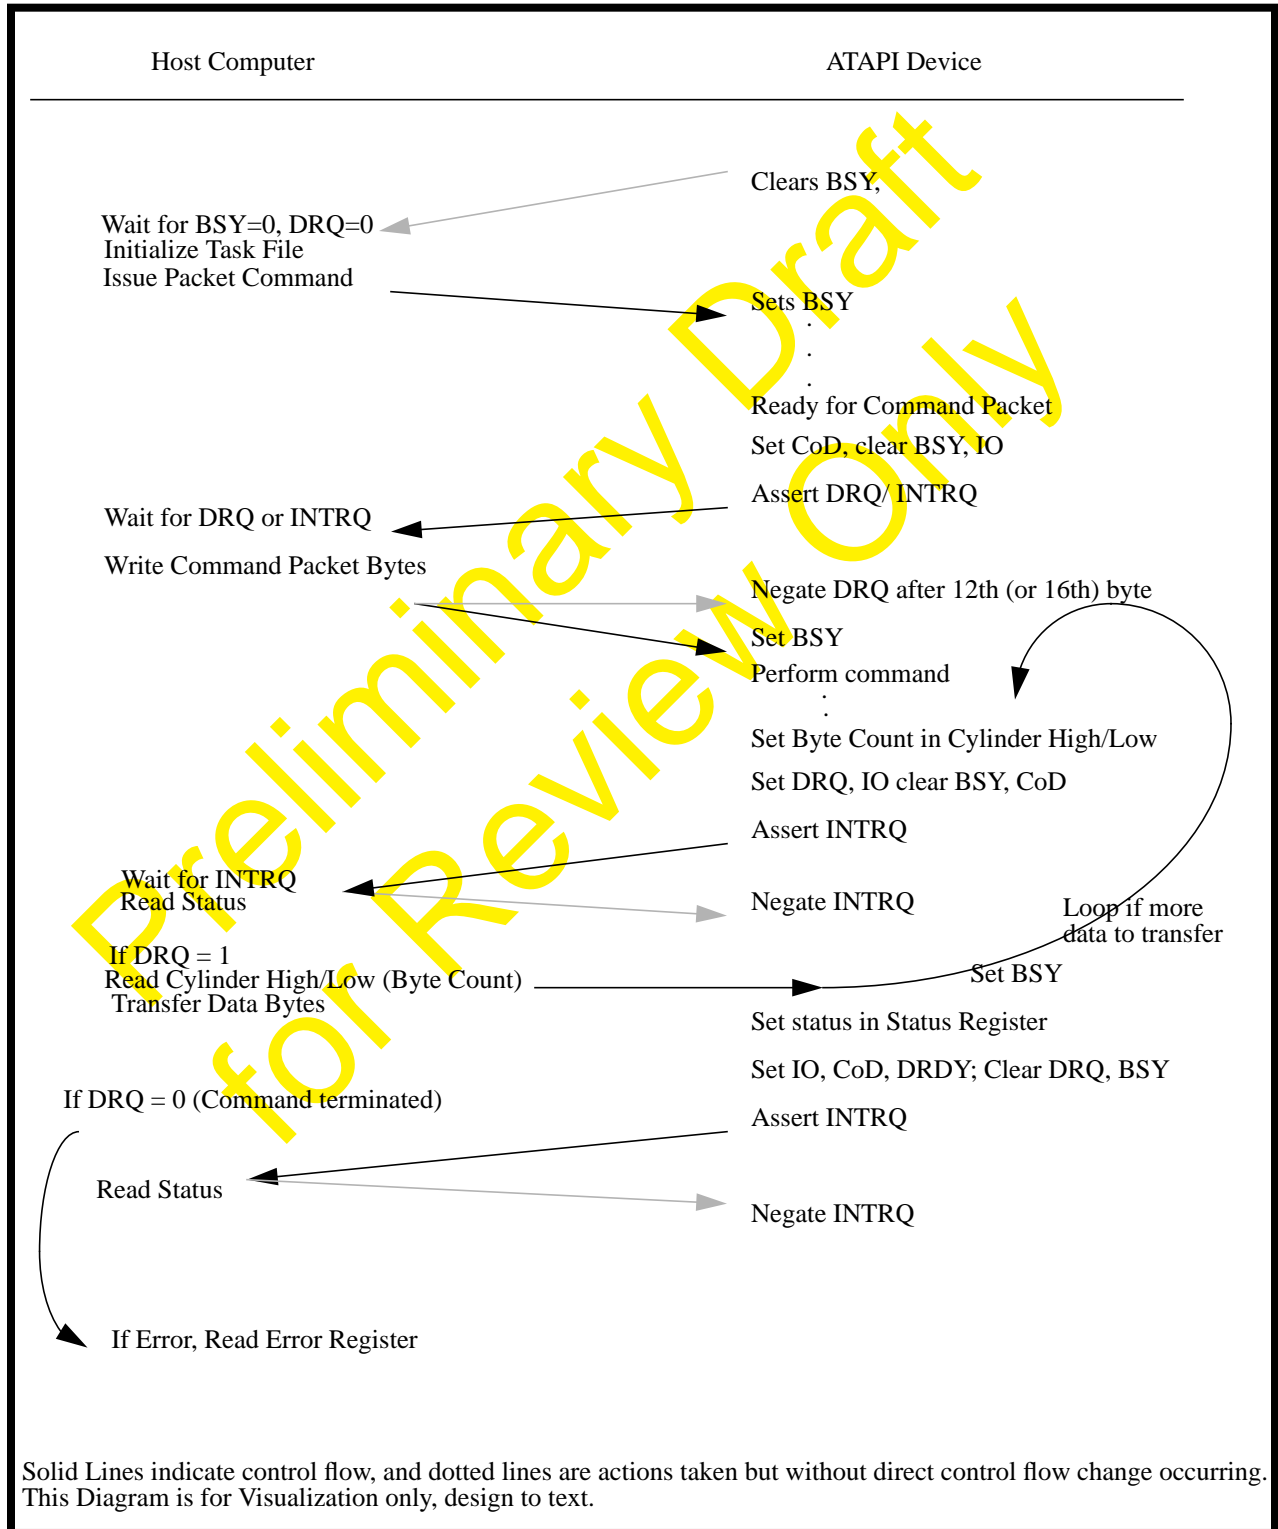 Host Computer
ATAPI Device
Clears BSY,
Wait for BSY=0, DRQ=0
Initialize Task File
Issue Packet Command
Sets BSY
.
.
.
Ready for Command Packet
Set CoD, clear BSY, IO
Assert DRQ/ INTRQ
Wait for DRQ or INTRQ
Write Command Packet Bytes
Negate DRQ after 12th (or 16th) byte
Set BSY
Perform command
.
.
Set Byte Count in Cylinder High/Low
Set DRQ, IO clear BSY, CoD
Assert INTRQ
Wait for INTRQ
Read Status
Negate INTRQ
Loop if more
data to transfer
If DRQ = 1
Read Cylinder High/Low (Byte Count)
Transfer Data Bytes
Set BSY
Set status in Status Register
Set IO, CoD, DRDY; Clear DRQ, BSY
If DRQ = 0 (Command terminated)
Assert INTRQ
Read Status
Negate INTRQ
If Error, Read Error Register
Solid Lines indicate control flow, and dotted lines are actions taken but without direct control flow change occurring.
This Diagram is for Visualization only, design to text.
Preliminary Draft
for Review Only